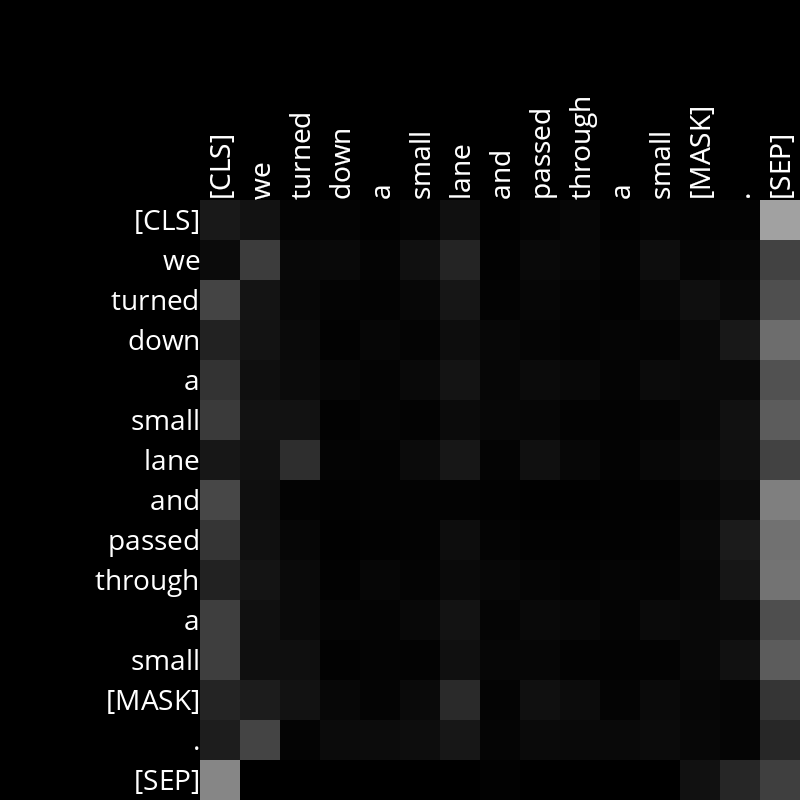 [CLS] we turned down a small lane and passed through a small [MASK] . [SEP]
[CLS]
we
turned
down
a
small
lane
and
passed
through
a
small
[MASK]
.
[SEP]